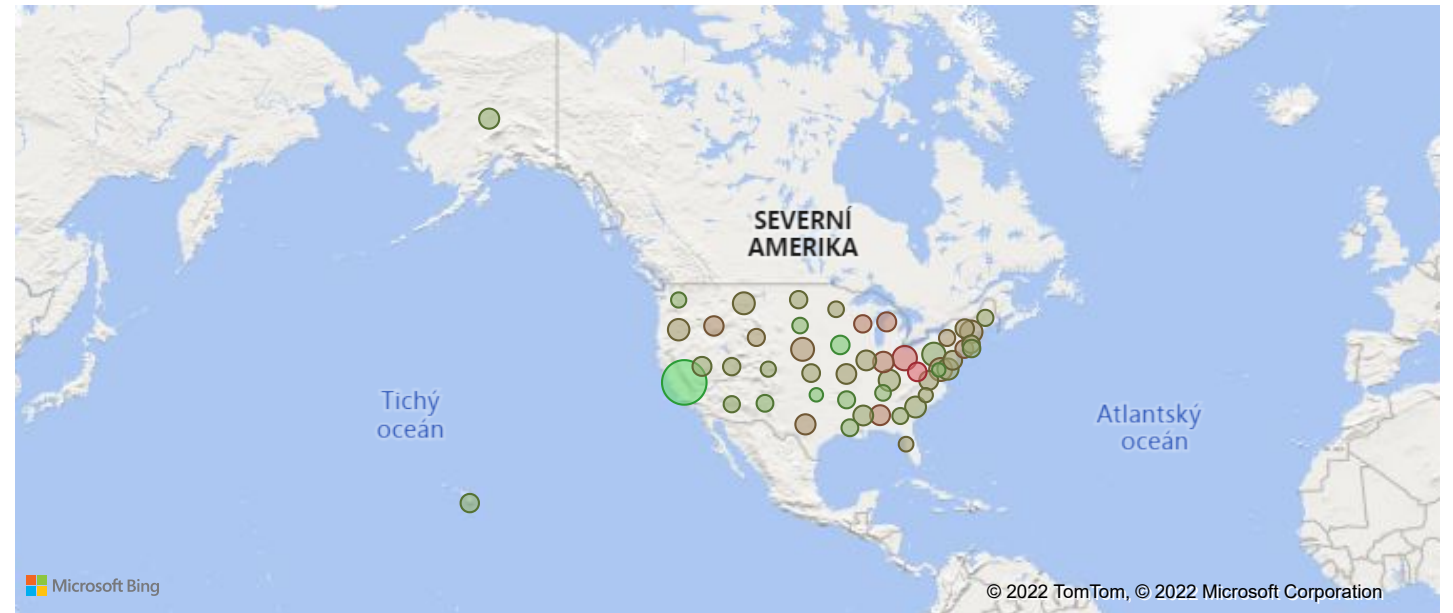 SEVERNÍ
AMERIKA
Tichý
oceán
Atlantský
oceán
Microsoft Bing
© 2022 TomTom, © 2022 Microsoft Corporation